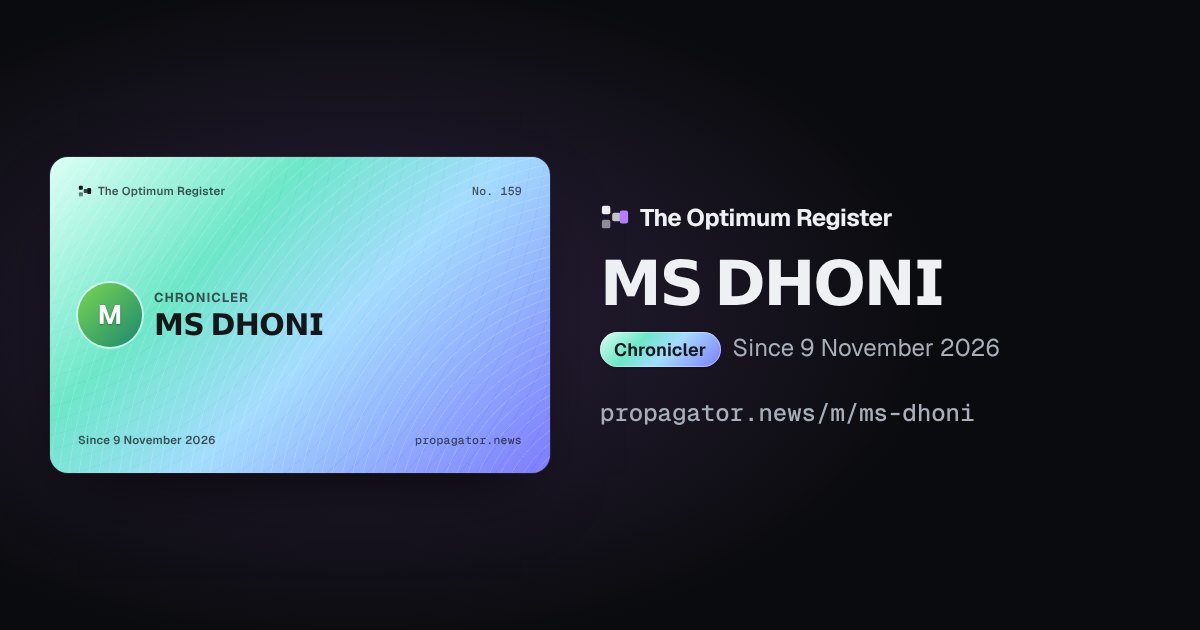 The Optimum Register
No. 159
M
CHRONICLER
MS DHONI
Since 9 November 2026
propagator.news
The Optimum Register
MS DHONI
Chronicler
Since 9 November 2026
propagator.news/m/ms-dhoni